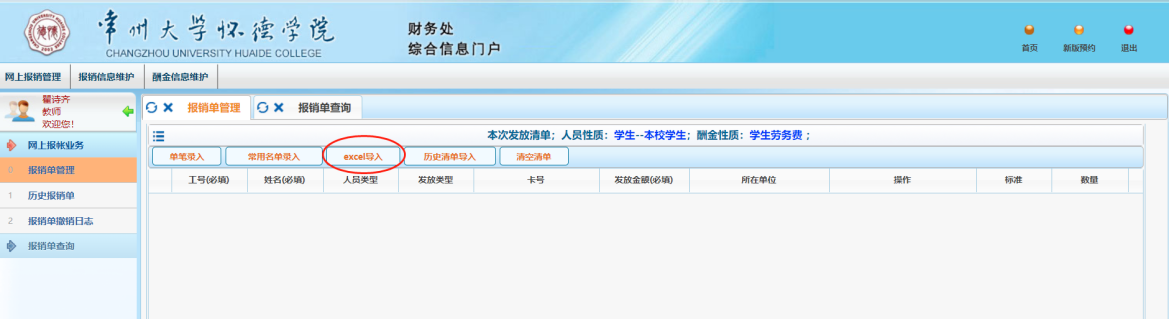 常州大学怀德学院
CHANGZHOU UNIVERSITY HUAIDE COLLEGE
财务处
综合信息门户
首页 新版预约 退出
网上报销管理 报销信息维护 酬金信息维护
翟诗齐
教师
欢迎您!
报销单管理 报销单查询
网上报帐业务
0 报销单管理
1 历史报销单
2 报销单撤销日志
报销单查询
本次发放清单；人员性质：学生--本校学生；酬金性质：学生劳务费；
单笔录入 常用名单录入 excel导入 历史清单导入 清空清单
工号(必填) 姓名(必填) 人员类型 发放类型 卡号 发放金额(必填) 所在单位 操作 标准 数量